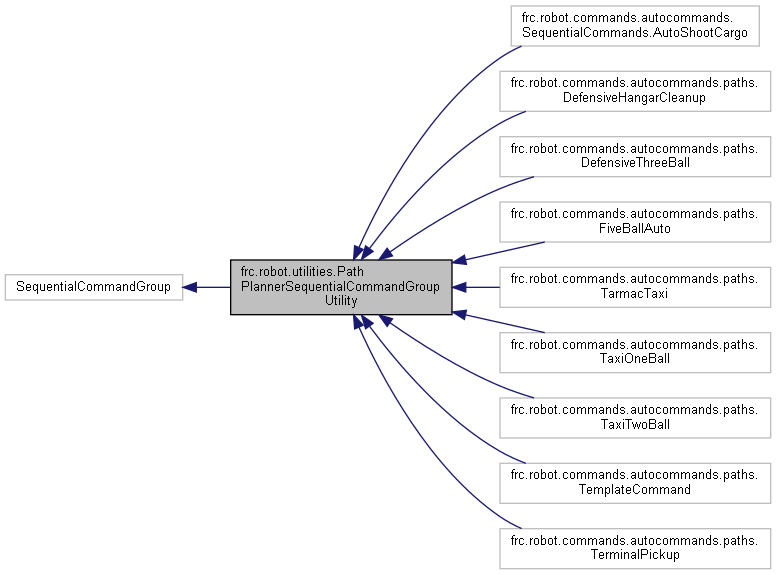 SequentialCommandGroup
frc.robot.utilities.Path
PlannerSequentialCommandGroup
Utility
frc.robot.commands.autocommands.
SequentialCommands.AutoShootCargo
frc.robot.commands.autocommands.paths.
DefensiveHangarCleanup
frc.robot.commands.autocommands.paths.
DefensiveThreeBall
frc.robot.commands.autocommands.paths.
FiveBallAuto
frc.robot.commands.autocommands.paths.
TarmacTaxi
frc.robot.commands.autocommands.paths.
TaxiOneBall
frc.robot.commands.autocommands.paths.
TaxiTwoBall
frc.robot.commands.autocommands.paths.
TemplateCommand
frc.robot.commands.autocommands.paths.
TerminalPickup